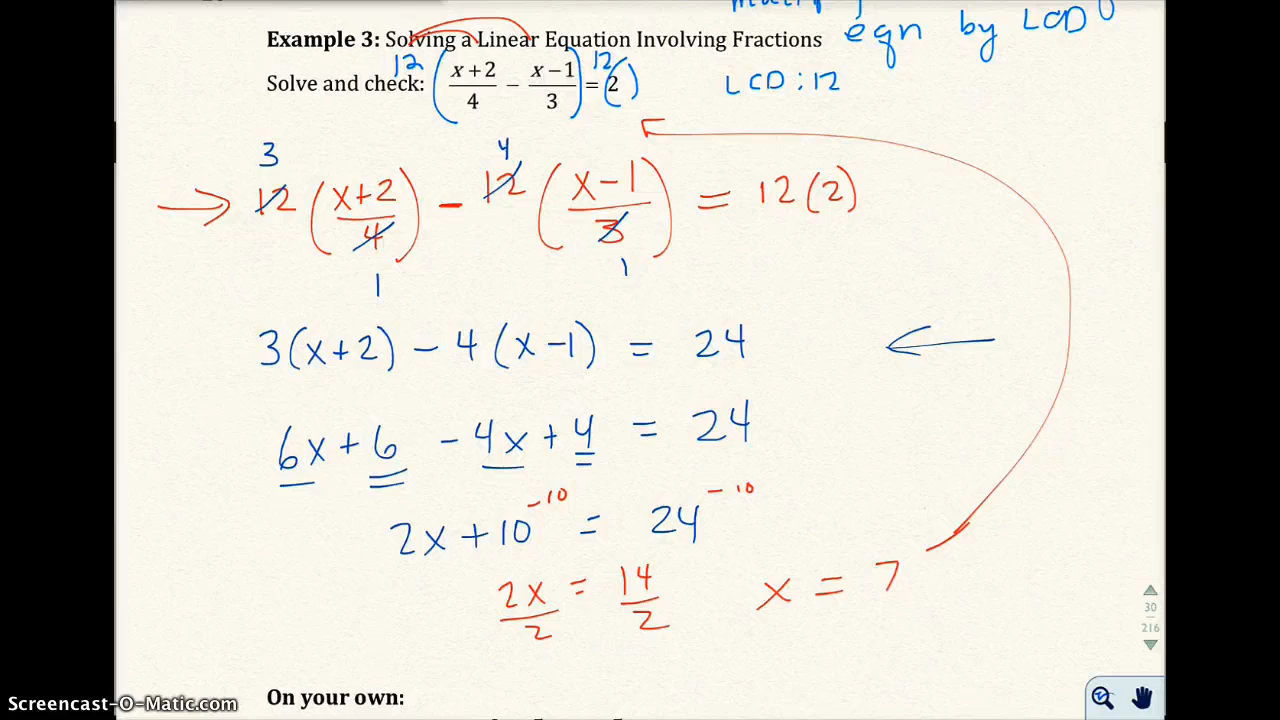 eqn by LCD
Example 3: Solving a Linear Equation Involving Fractions
Solve and check: 12 ( (x+2)/4 − (x−1)/3 ) = 12 (2)
LCD: 12
3 4
12 ( (x+2)/4 ) − 12 ( (x−1)/3 ) = 12(2)
1 1
3(x+2) − 4(x−1) = 24
6x + 6 − 4x + 4 = 24
2x + 10 −10 = 24 −10
2x/2 = 14/2 x = 7
30
216
On your own:
Screencast-O-Matic.com